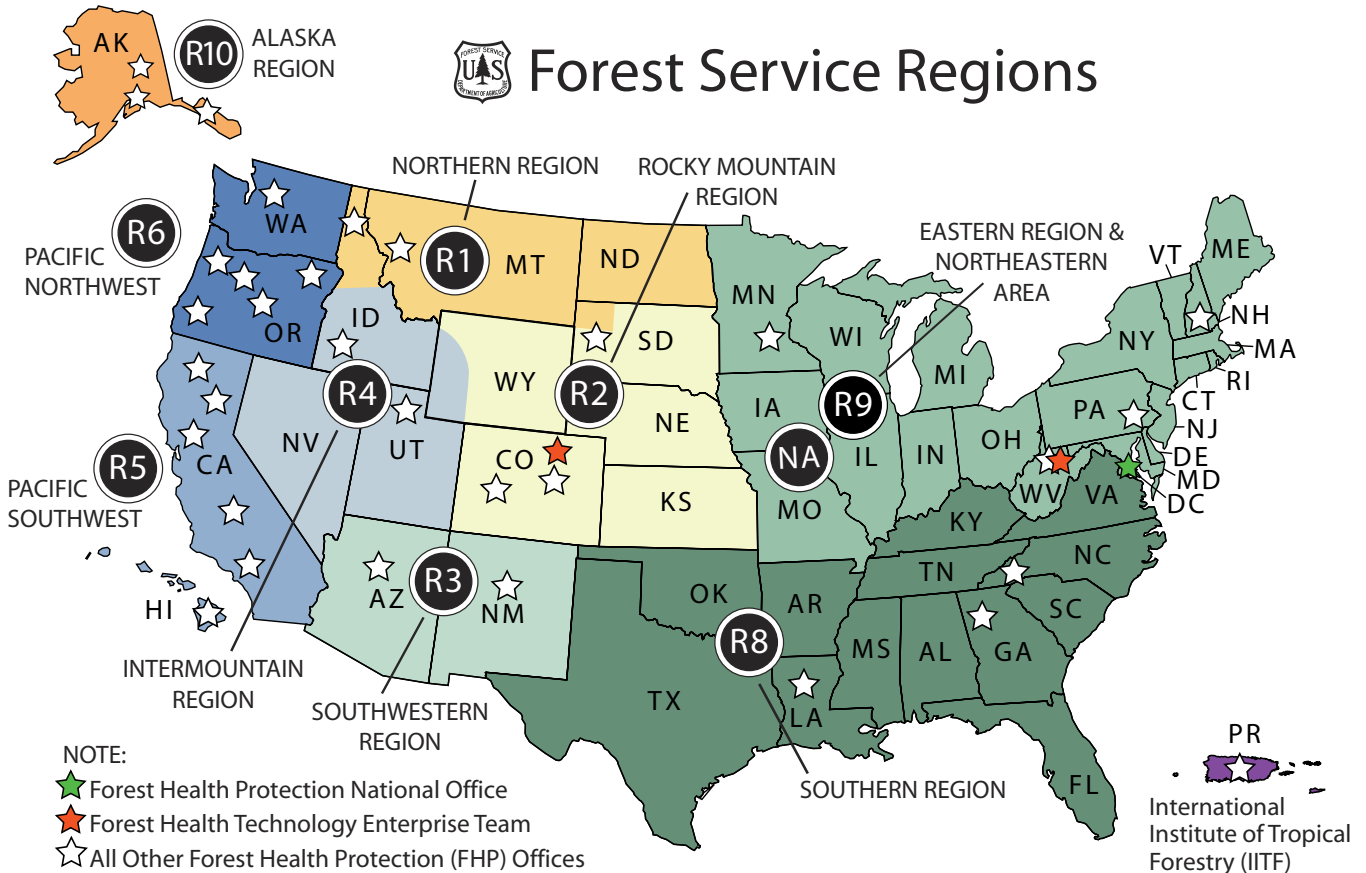 AK
R10
ALASKA
REGION
FOREST SERVICE
U S
DEPARTMENT OF AGRICULTURE
Forest Service Regions
NORTHERN REGION
ROCKY MOUNTAIN
REGION
EASTERN REGION &
NORTHEASTERN
AREA
R6
PACIFIC
NORTHWEST
WA
OR
R1
MT
ND
ID
SD
WY
R2
NE
R4
NV
UT
CO
KS
R5
PACIFIC
SOUTHWEST
CA
HI
AZ
R3
NM
MN
WI
MI
IA
R9
NA
IL
IN
OH
MO
PA
NY
VT
ME
NH
MA
RI
CT
NJ
DE
MD
DC
WV
VA
KY
NC
TN
SC
OK
AR
R8
MS
AL
GA
TX
LA
FL
INTERMOUNTAIN
REGION
SOUTHWESTERN
REGION
SOUTHERN REGION
NOTE:
Forest Health Protection National Office
Forest Health Technology Enterprise Team
All Other Forest Health Protection (FHP) Offices
PR
International
Institute of Tropical
Forestry (IITF)